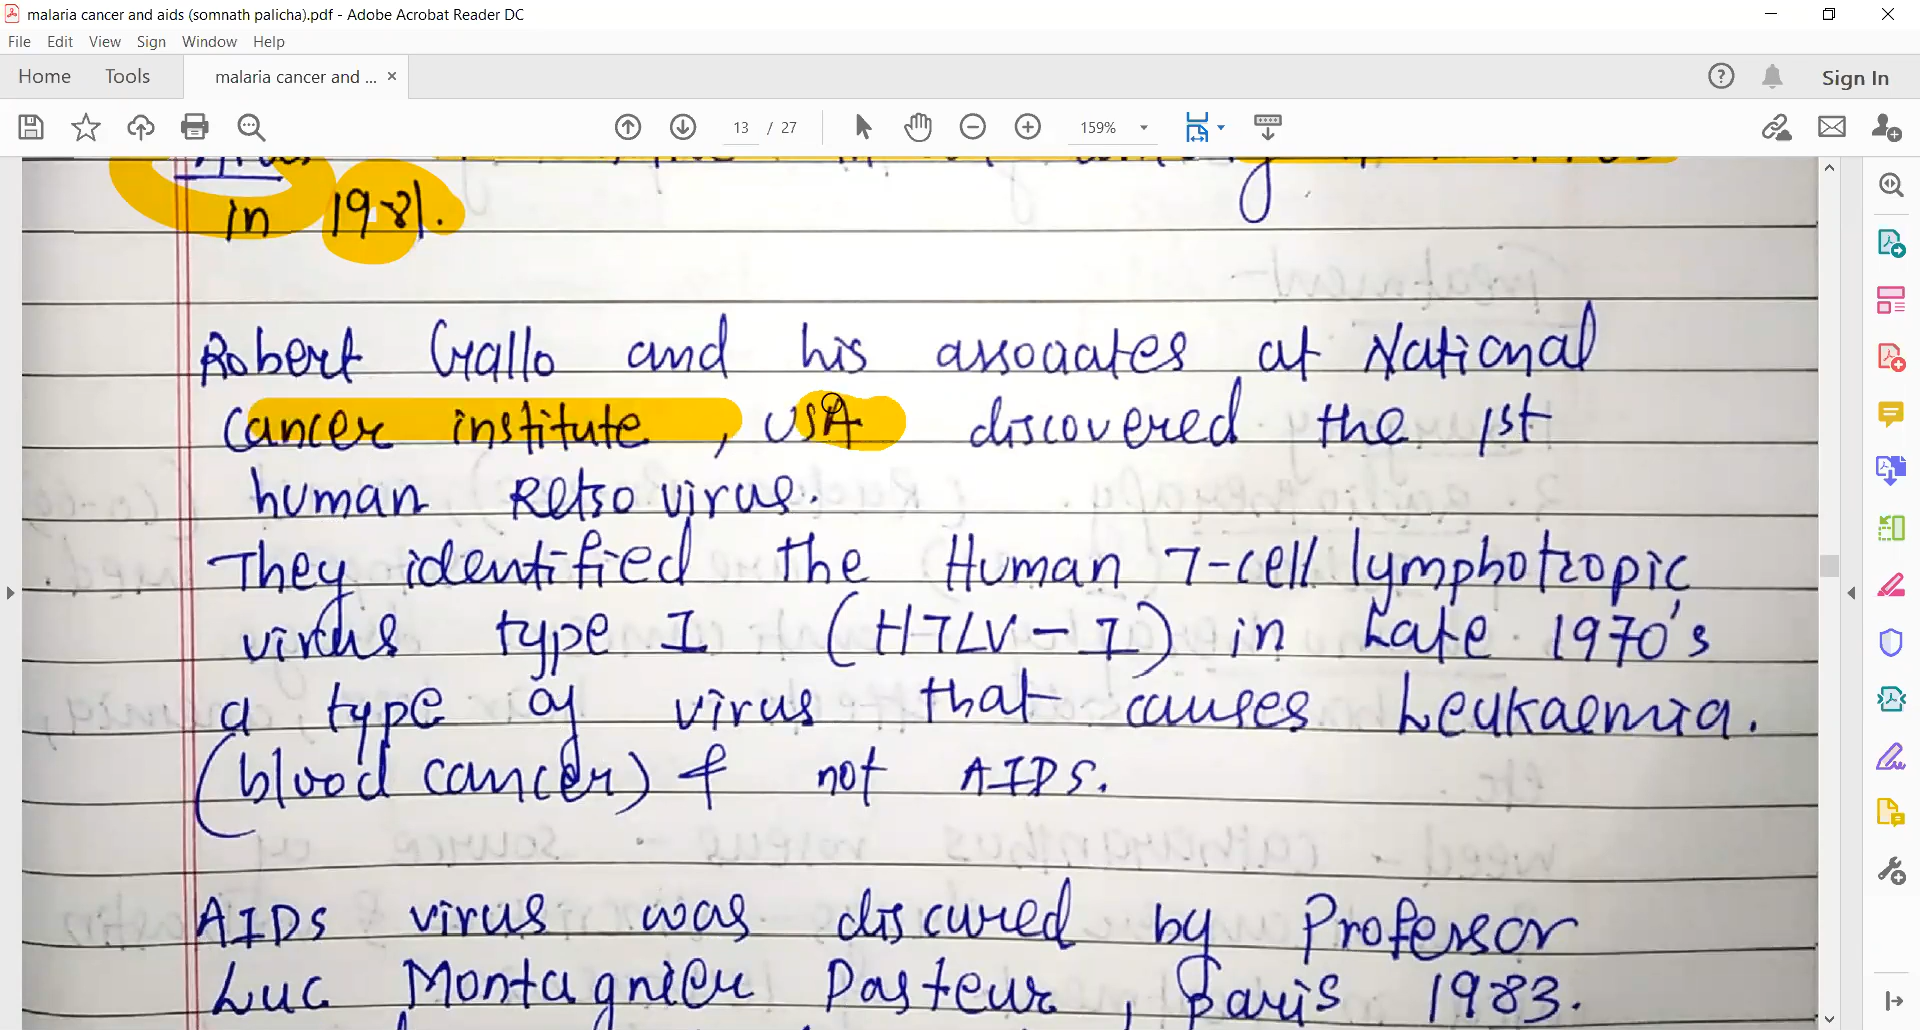 malaria cancer and aids (somnath palicha).pdf - Adobe Acrobat Reader DC
File Edit View Sign Window Help
Home Tools malaria cancer and ... × Sign In
13 / 27 159%
in 1981.
Robert Gallo and his assoaates at National
Cancer institute, USA discovered the 1st
human Retro virus.
They identified the Human T-cell lymphotropic
virus type I (HTLV-I) in Late 1970's
a type of virus that causes Leukaemia.
(blood cancer) & not AIDS.
AIDs virus was discured by Professor
Luc Montagnier Pasteur, Paris 1983.